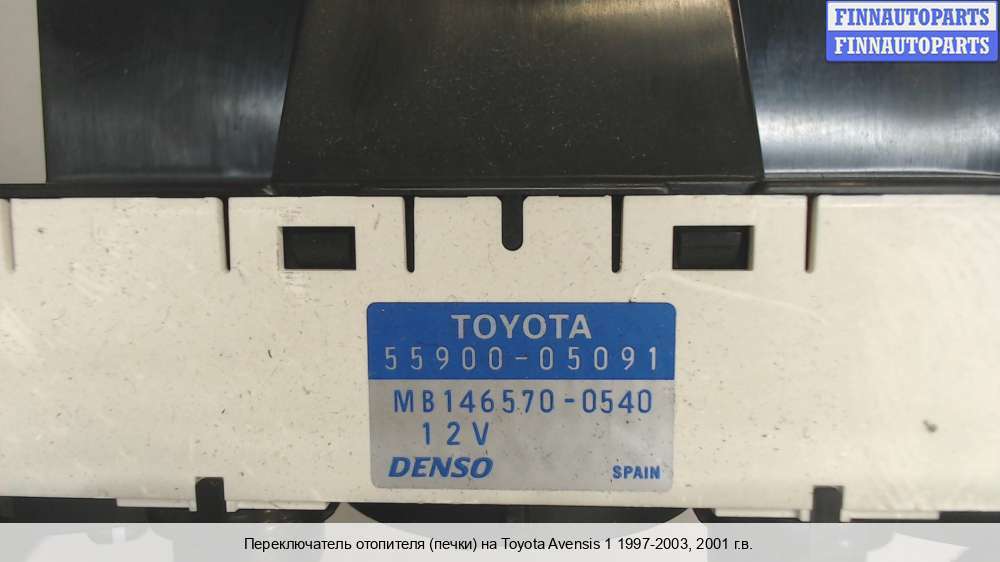 FINNAUTOPARTS
FINNAUTOPARTS
TOYOTA
55900-05091
MB146570-0540
12V
DENSO SPAIN
Переключатель отопителя (печки) на Toyota Avensis 1 1997-2003, 2001 г.в.